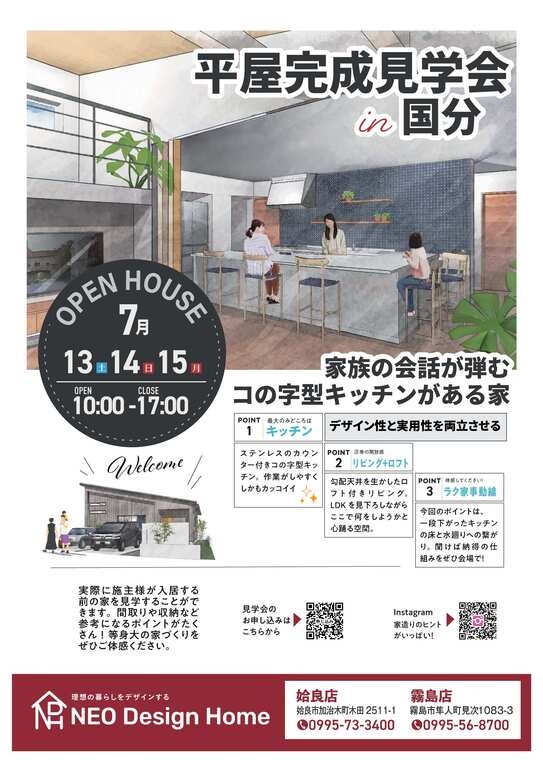 平屋完成見学会
in 国分
OPEN HOUSE
7月
13土14日15月
OPEN CLOSE
10:00 -17:00
家族の会話が弾む
コの字型キッチンがある家
POINT 1
最大のみどころは
キッチン
デザイン性と実用性を両立させる
ステンレスのカウン
ター付きコの字型キッ
チン。作業がしやすく
しかもカッコイイ
POINT 2
圧巻の開放感
リビング+ロフト
勾配天井を生かしたロ
フト付きリビング。
LDKを見下ろしながら
ここで何をしようかと
心踊る空間。
POINT 3
体感してください!
ラク家事動線
今回のポイントは、
一段下がったキッチン
の床と水廻りへの繋が
り。聞けば納得の仕
組みをぜひ会場で!
Welcome
実際に施主様が入居する
前の家を見学することがで
きます。間取りや収納など
参考になるポイントがたく
さん!等身大の家づくりを
ぜひご体感ください。
見学会の
お申し込みは
こちらから
Instagram
家造りのヒント
がいっぱい!
理想の暮らしをデザインする
NEO Design Home
姶良店
姶良市加治木町木田 2511-1
0995-73-3400
霧島店
霧島市隼人町見次1083-3
0995-56-8700